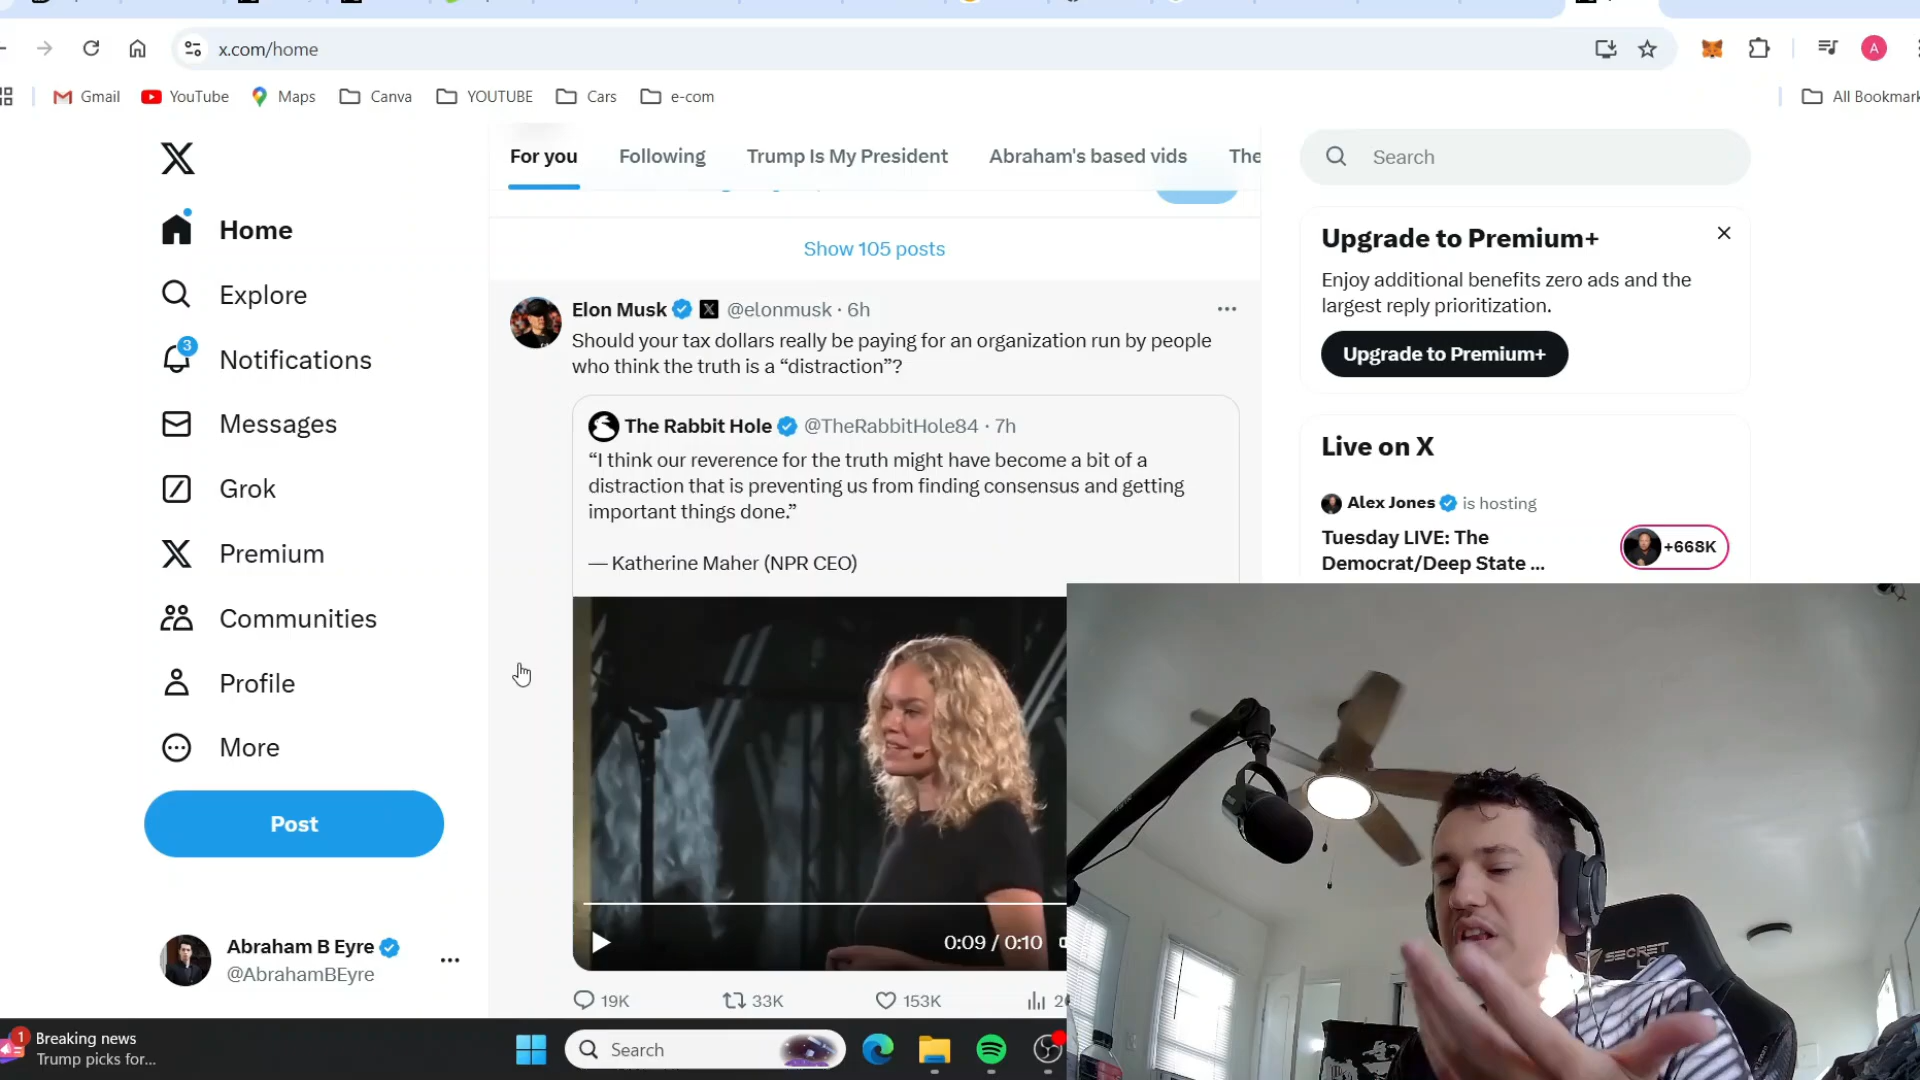 x.com/home
A
Gmail
YouTube
Maps
Canva
YOUTUBE
Cars
e-com
All Bookmark
For you
Following
Trump Is My President
Abraham's based vids
The
Search
Home
Explore
3
Notifications
Messages
Grok
Premium
Communities
Profile
More
Post
Abraham B Eyre
@AbrahamBEyre
Show 105 posts
Elon Musk @elonmusk · 6h
Should your tax dollars really be paying for an organization run by people
who think the truth is a “distraction”?
The Rabbit Hole @TheRabbitHole84 · 7h
“I think our reverence for the truth might have become a bit of a
distraction that is preventing us from finding consensus and getting
important things done.”
— Katherine Maher (NPR CEO)
0:09 / 0:10
19K
33K
153K
Upgrade to Premium+
Enjoy additional benefits zero ads and the
largest reply prioritization.
Upgrade to Premium+
Live on X
Alex Jones is hosting
Tuesday LIVE: The
Democrat/Deep State ...
+668K
SECRET
1
Breaking news
Trump picks for...
Search